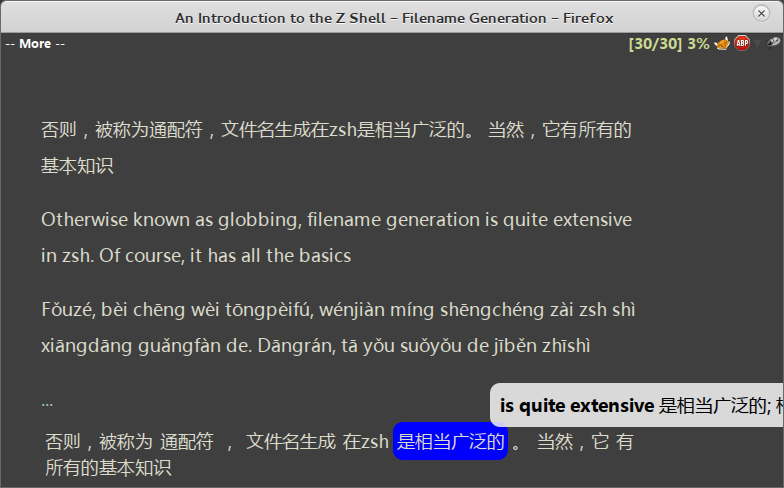 An Introduction to the Z Shell – Filename Generation – Firefox
-- More --
[30/30] 3% ABP
否则，被称为通配符，文件名生成在zsh是相当广泛的。 当然，它有所有的
基本知识
Otherwise known as globbing, filename generation is quite extensive
in zsh. Of course, it has all the basics
Fǒuzé, bèi chēng wèi tōngpèifú, wénjiàn míng shēngchéng zài zsh shì
xiāngdāng guǎngfàn de. Dāngrán, tā yǒu suǒyǒu de jīběn zhīshì
...
is quite extensive 是相当广泛的;
否则，被称为 通配符 ， 文件名生成 在zsh 是相当广泛的 。 当然，它 有
所有的基本知识